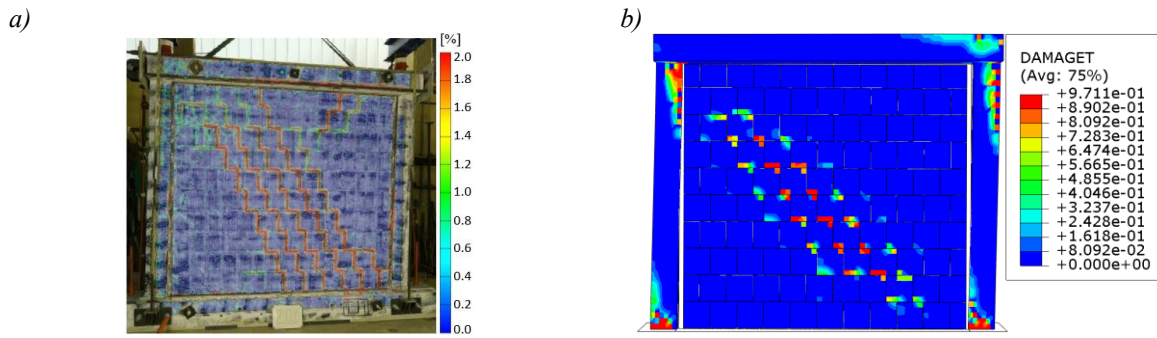 a)
b)
[%]
2.0
1.8
1.6
1.4
1.2
1.0
0.8
0.6
0.4
0.2
0.0
DAMAGET
(Avg: 75%)
+9.711e-01
+8.902e-01
+8.092e-01
+7.283e-01
+6.474e-01
+5.665e-01
+4.855e-01
+4.046e-01
+3.237e-01
+2.428e-01
+1.618e-01
+8.092e-02
+0.000e+00